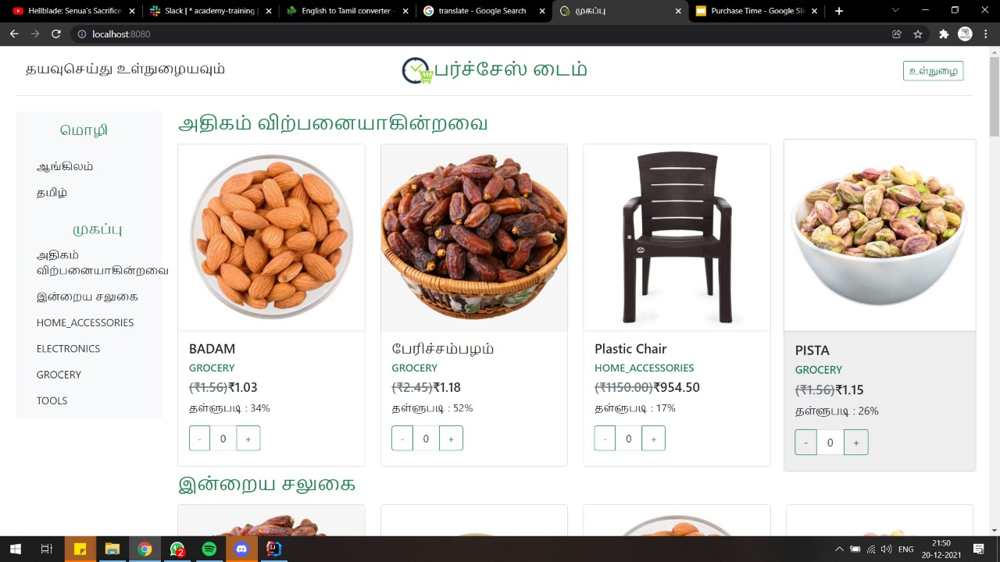 Hellblade: Senua's Sacrifice
Slack | * academy-training |
English to Tamil converter -
translate - Google Search
முகப்பு
Purchase Time - Google Sli
localhost:8080
தயவுசெய்து உள்நுழையவும்
பர்ச்சேஸ் டைம்
உள்நுழை
மொழி
ஆங்கிலம்
தமிழ்
முகப்பு
அதிகம்
விற்பனையாகின்றவை
இன்றைய சலுகை
HOME_ACCESSORIES
ELECTRONICS
GROCERY
TOOLS
அதிகம் விற்பனையாகின்றவை
BADAM
GROCERY
(₹1.56)₹1.03
தள்ளுபடி : 34%
- 0 +
பேரிச்சம்பழம்
GROCERY
(₹2.45)₹1.18
தள்ளுபடி : 52%
- 0 +
Plastic Chair
HOME_ACCESSORIES
(₹1150.00)₹954.50
தள்ளுபடி : 17%
- 0 +
PISTA
GROCERY
(₹1.56)₹1.15
தள்ளுபடி : 26%
- 0 +
இன்றைய சலுகை
2
ENG
21:50
20-12-2021